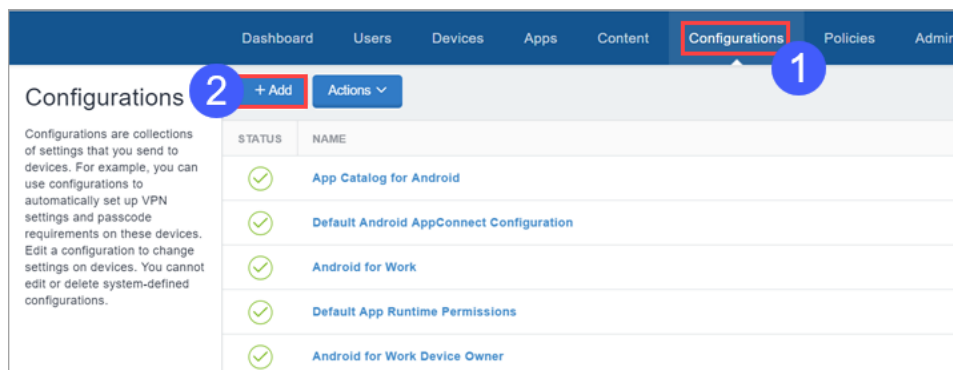 Dashboard Users Devices Apps Content Configurations Policies Admin
1
Configurations
2
+ Add
Actions
Configurations are collections
of settings that you send to
devices. For example, you can
use configurations to
automatically set up VPN
settings and passcode
requirements on these devices.
Edit a configuration to change
settings on devices. You cannot
edit or delete system-defined
configurations.
STATUS NAME
App Catalog for Android
Default Android AppConnect Configuration
Android for Work
Default App Runtime Permissions
Android for Work Device Owner